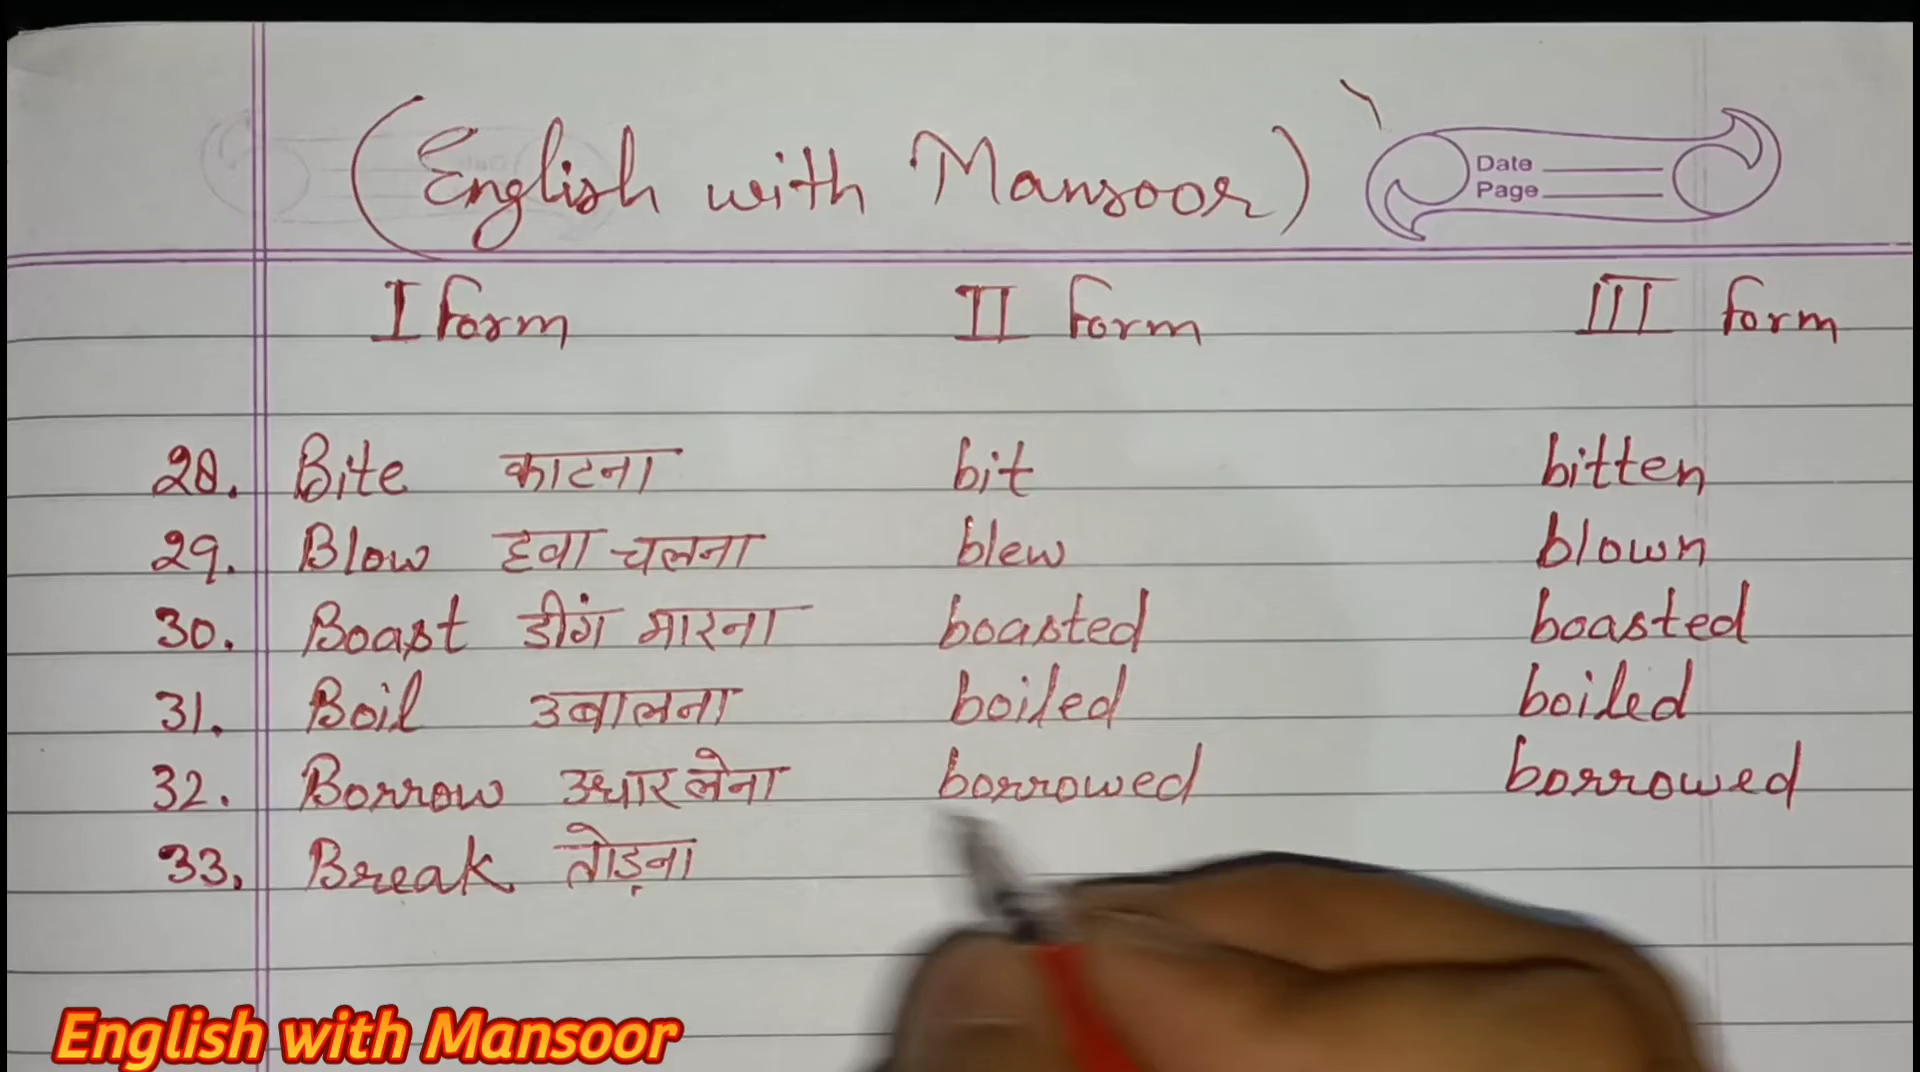 (English with Mansoor)
Date
Page
I form II form III form
28. Bite काटना bit bitten
29. Blow हवा चलना blew blown
30. Boast डींग मारना boasted boasted
31. Boil उबालना boiled boiled
32. Borrow उधार लेना borrowed borrowed
33. Break तोड़ना
English with Mansoor